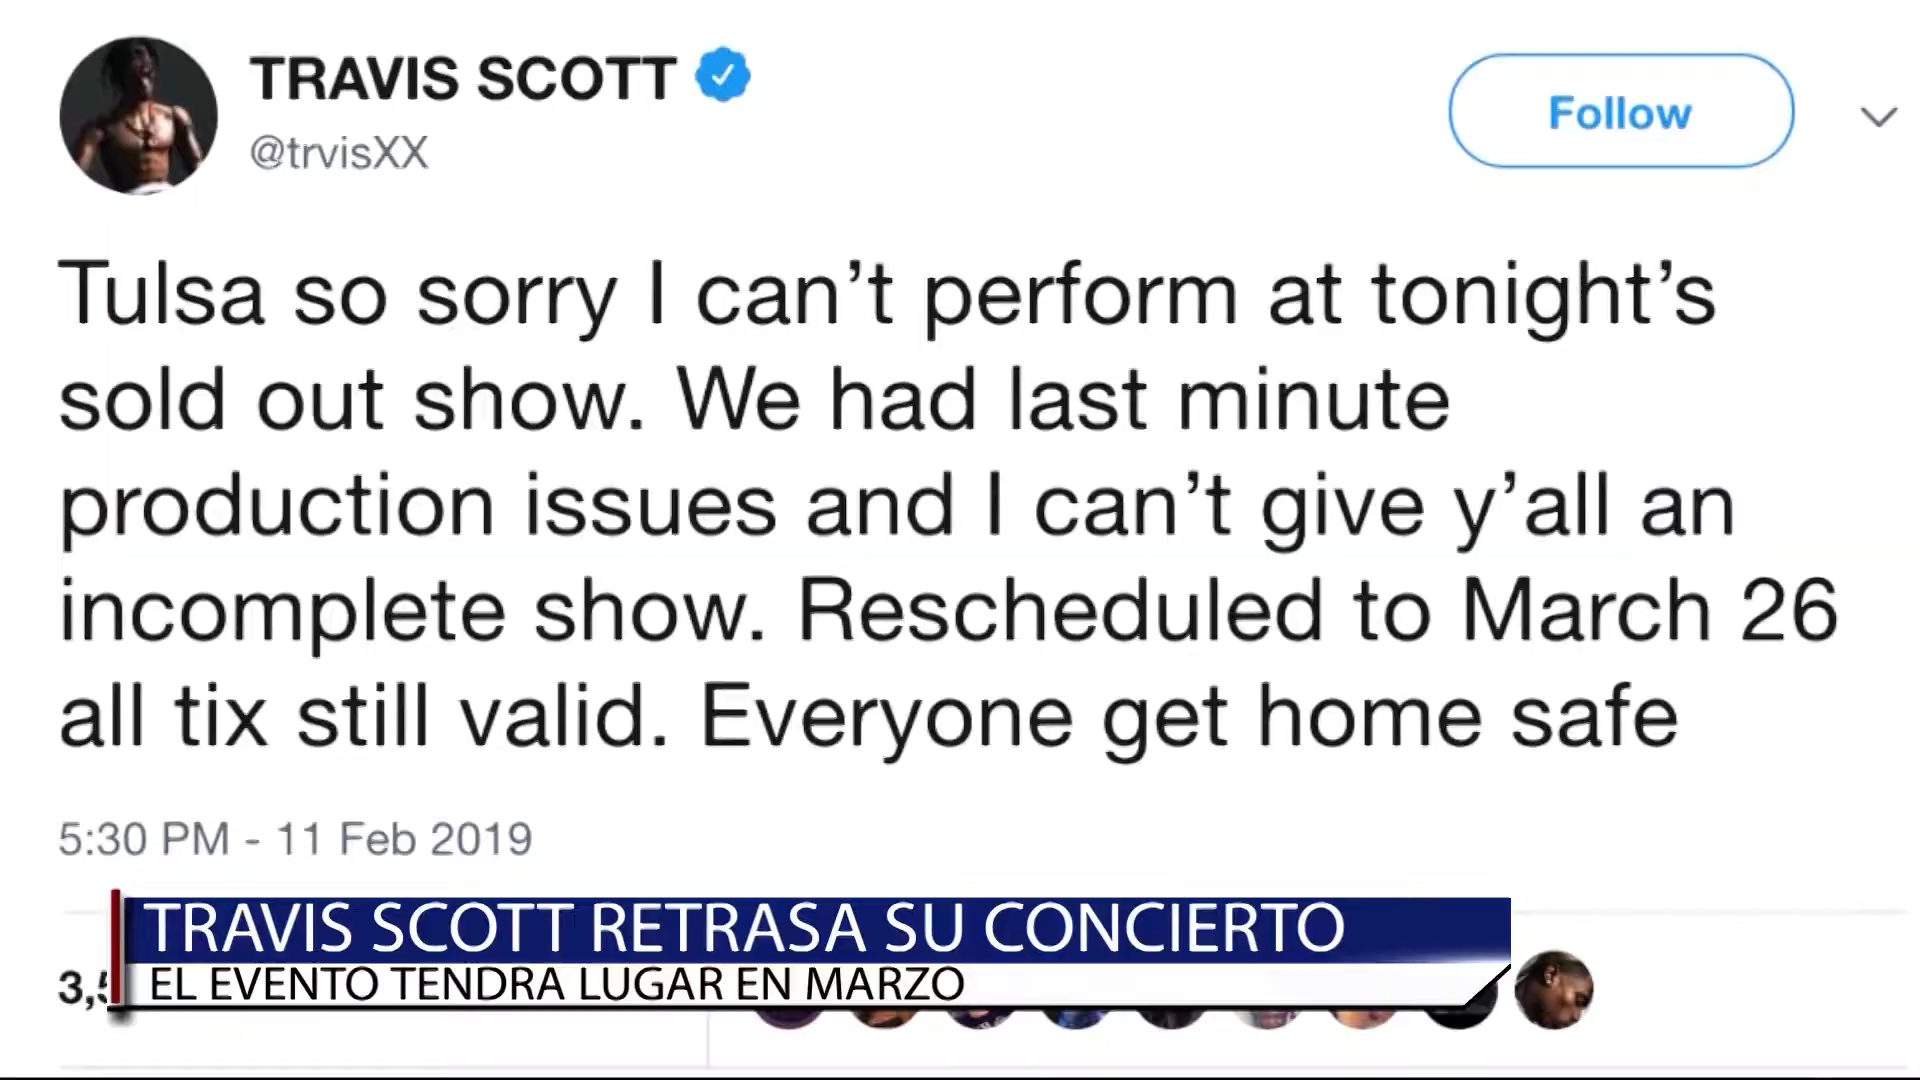 TRAVIS SCOTT
@trvisXX
Follow
Tulsa so sorry I can’t perform at tonight’s
sold out show. We had last minute
production issues and I can’t give y’all an
incomplete show. Rescheduled to March 26
all tix still valid. Everyone get home safe
5:30 PM - 11 Feb 2019
TRAVIS SCOTT RETRASA SU CONCIERTO
EL EVENTO TENDRA LUGAR EN MARZO